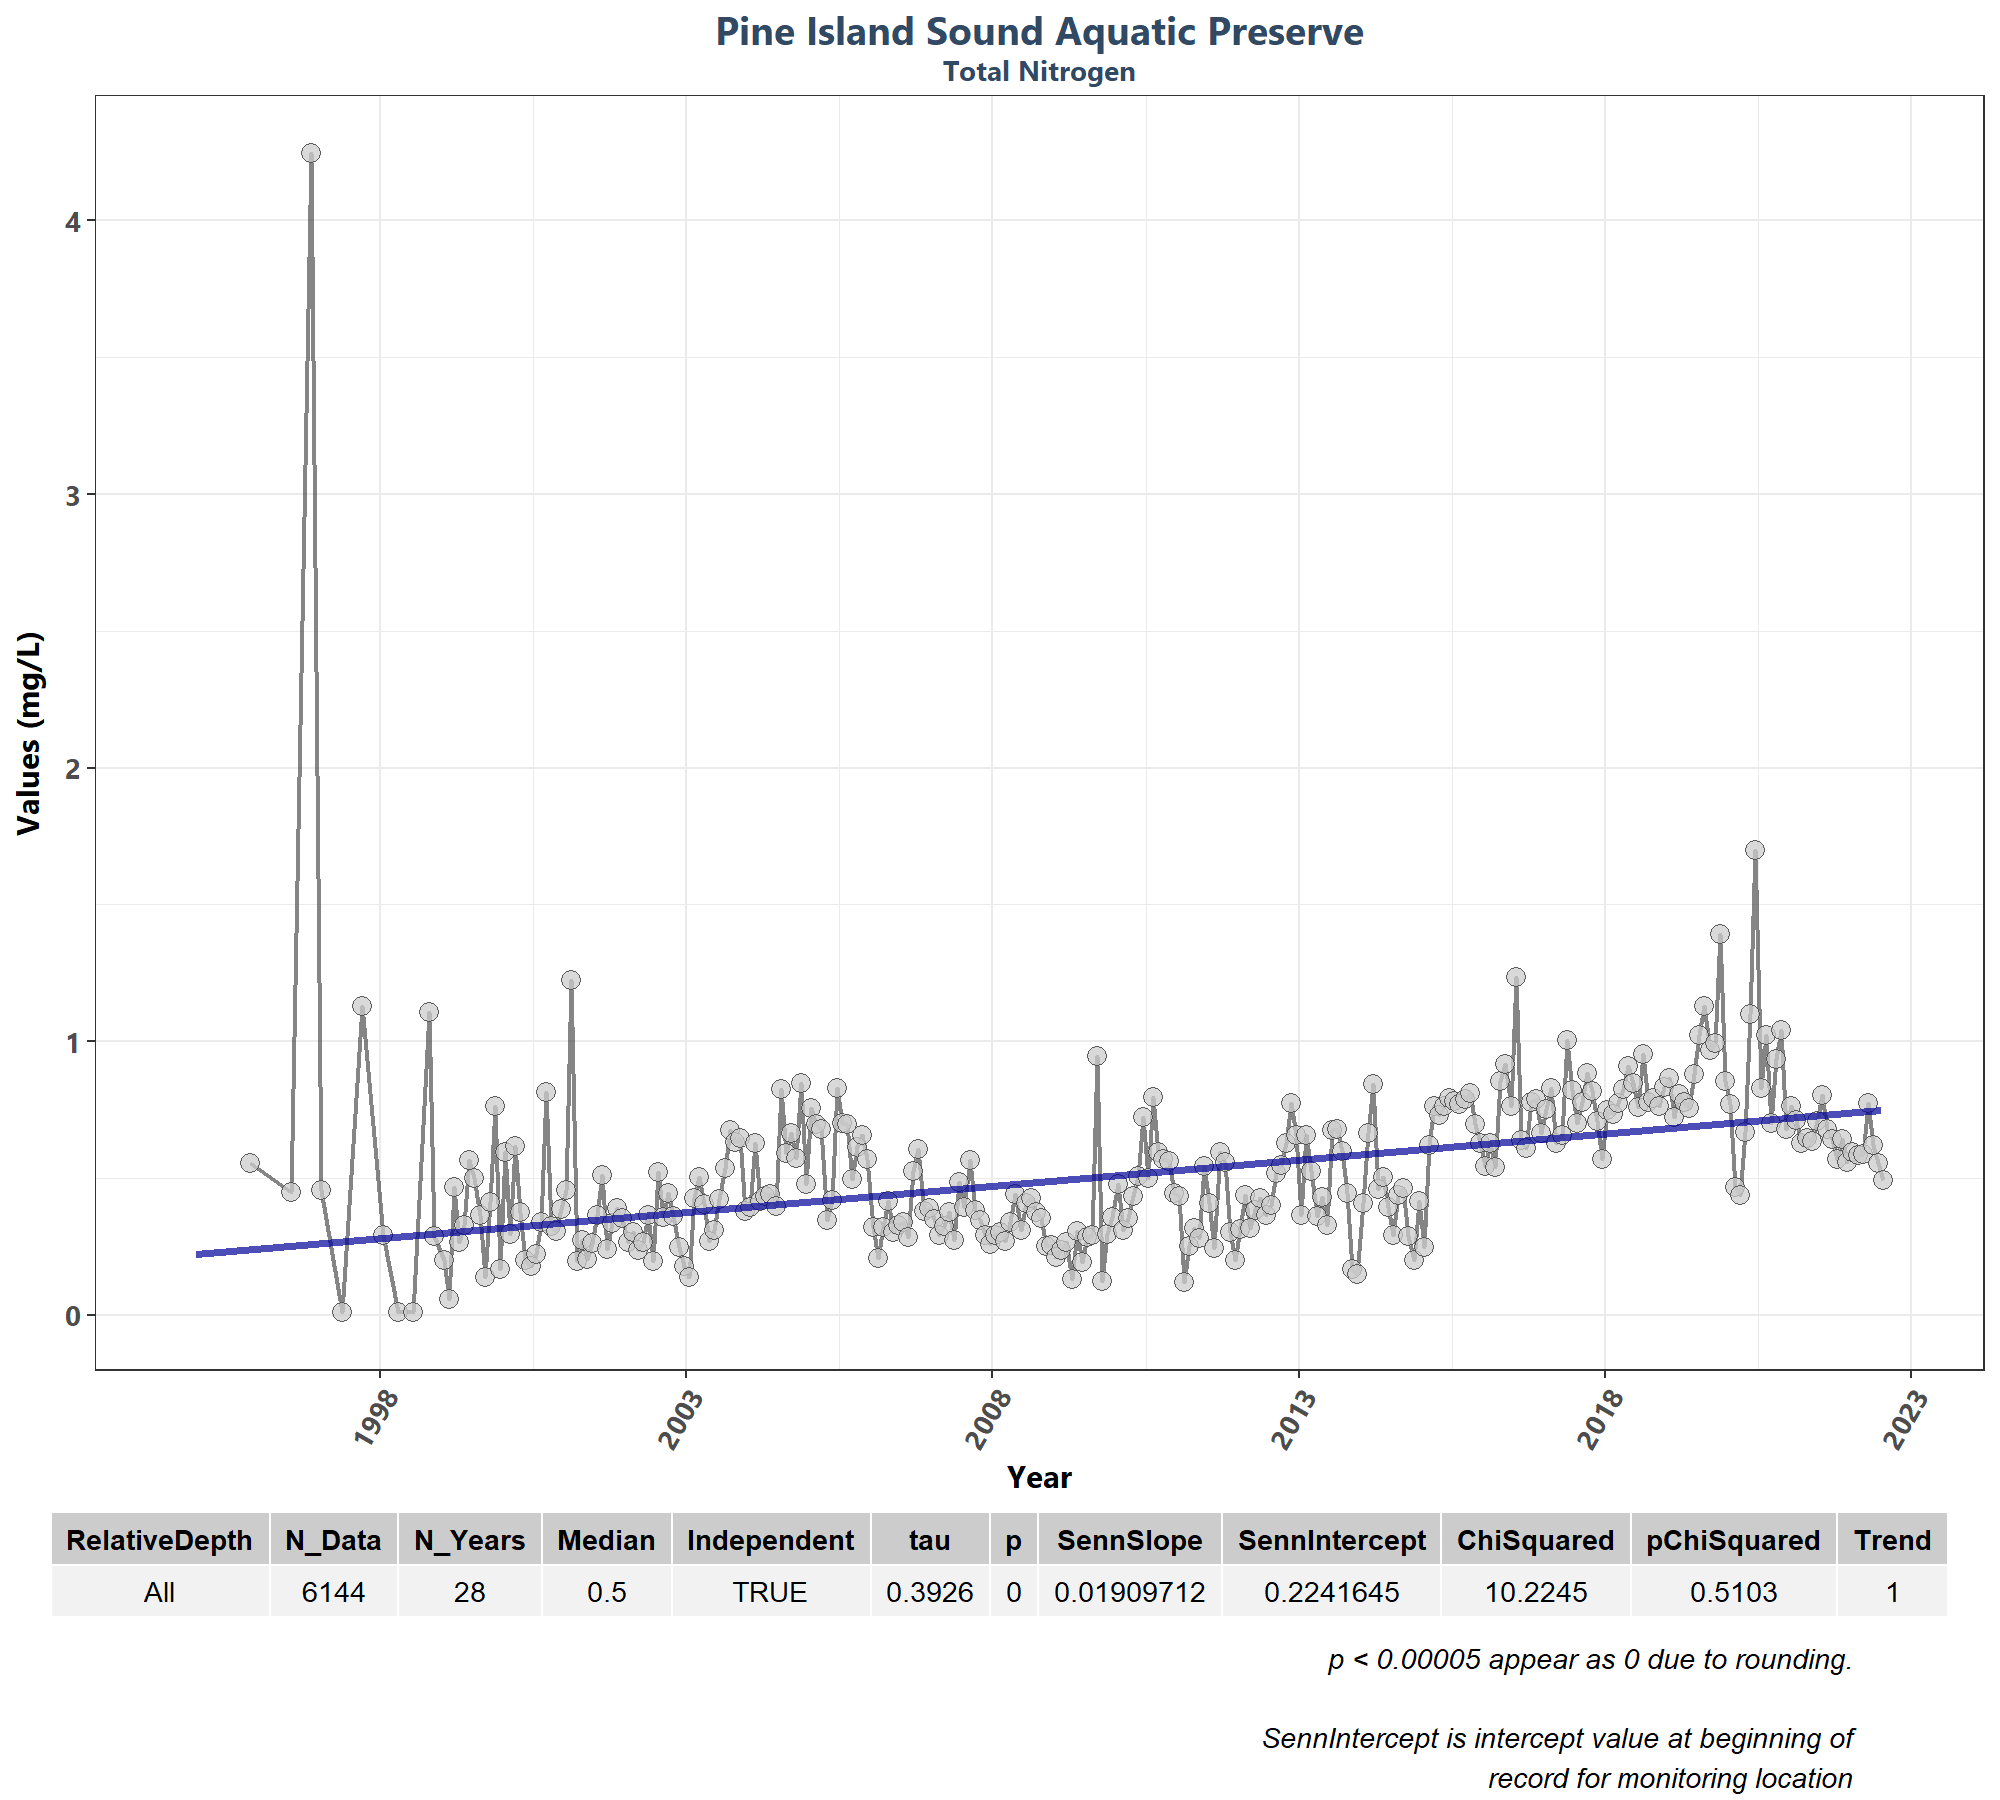 Pine Island Sound Aquatic Preserve
Total Nitrogen
Values (mg/L)
4
3
2
1
0
1998 2003 2008 2013 2018 2023
Year
RelativeDepth N_Data N_Years Median Independent tau p SennSlope SennIntercept ChiSquared pChiSquared Trend
All 6144 28 0.5 TRUE 0.3926 0 0.01909712 0.2241645 10.2245 0.5103 1
p < 0.00005 appear as 0 due to rounding.
SennIntercept is intercept value at beginning of
record for monitoring location